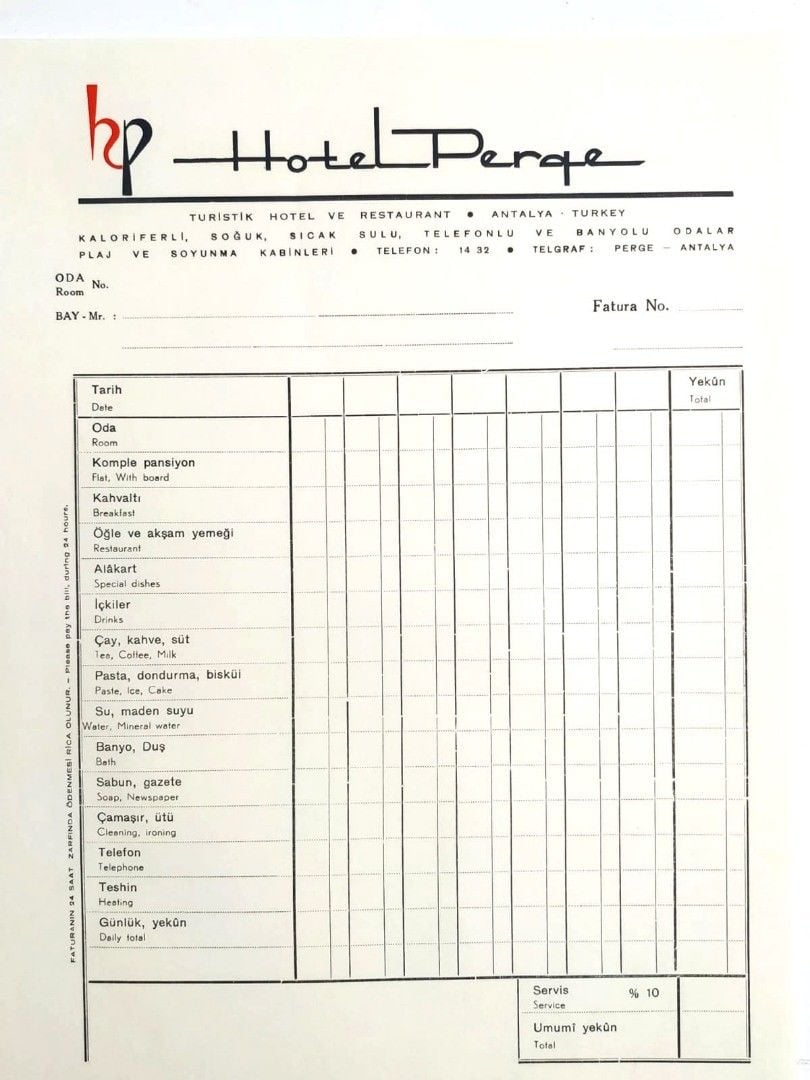 hp Hotel Perge
TURİSTİK HOTEL VE RESTAURANT • ANTALYA - TURKEY
KALORİFERLİ, SOĞUK, SICAK SULU, TELEFONLU VE BANYOLU ODALAR
PLAJ VE SOYUNMA KABİNLERİ • TELEFON : 14 32 • TELGRAF : PERGE — ANTALYA
ODA No.
Room
Fatura No.
BAY - Mr. :
Tarih
Date
Yekûn
Total
Oda
Room
Komple pansiyon
Flat, With board
Kahvaltı
Breakfast
Öğle ve akşam yemeği
Restaurant
Alâkart
Special dishes
İçkiler
Drinks
Çay, kahve, süt
Tea, Coffee, Milk
Pasta, dondurma, bisküi
Paste, Ice, Cake
Su, maden suyu
Water, Mineral water
Banyo, Duş
Bath
Sabun, gazete
Soap, Newspaper
Çamaşır, ütü
Cleaning, ironing
Telefon
Telephone
Teshin
Heating
Günlük, yekûn
Daily total
Servis % 10
Service
Umumî yekûn
Total
FATURANIN 24 SAAT ZARFINDA ÖDENMESİ RİCA OLUNUR. — Please pay the bill, during 24 hours.